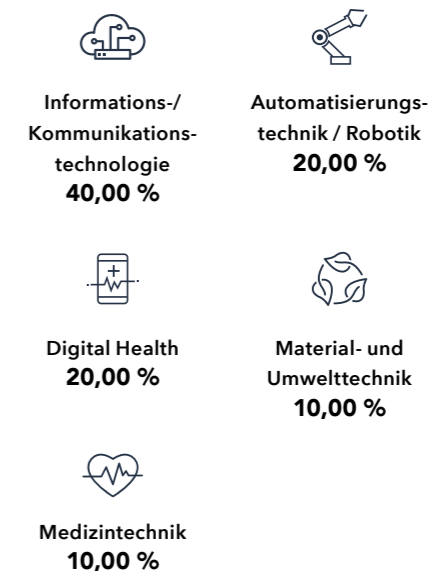 Informations-/
Kommunikations-
technologie
40,00 %
Automatisierungs-
technik / Robotik
20,00 %
Digital Health
20,00 %
Material- und
Umwelttechnik
10,00 %
Medizintechnik
10,00 %